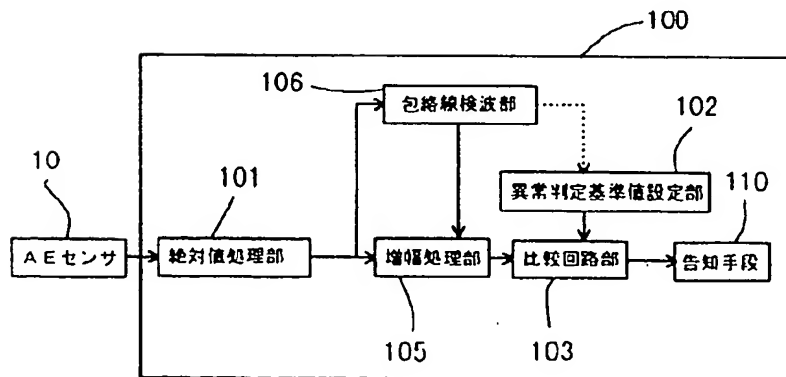 100
106
包絡線検波部
102
10
101
異常判定基準値設定部
110
AEセンサ
絶対値処理部
増幅処理部
比較回路部
告知手段
105
103